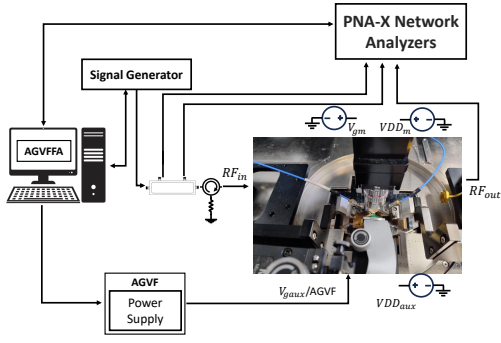 PNA-X Network
Analyzers
Signal Generator
AGVFFA
V_gm
VDD_m
RF_in
RF_out
AGVF
Power
Supply
V_gaux/AGVF
VDD_aux